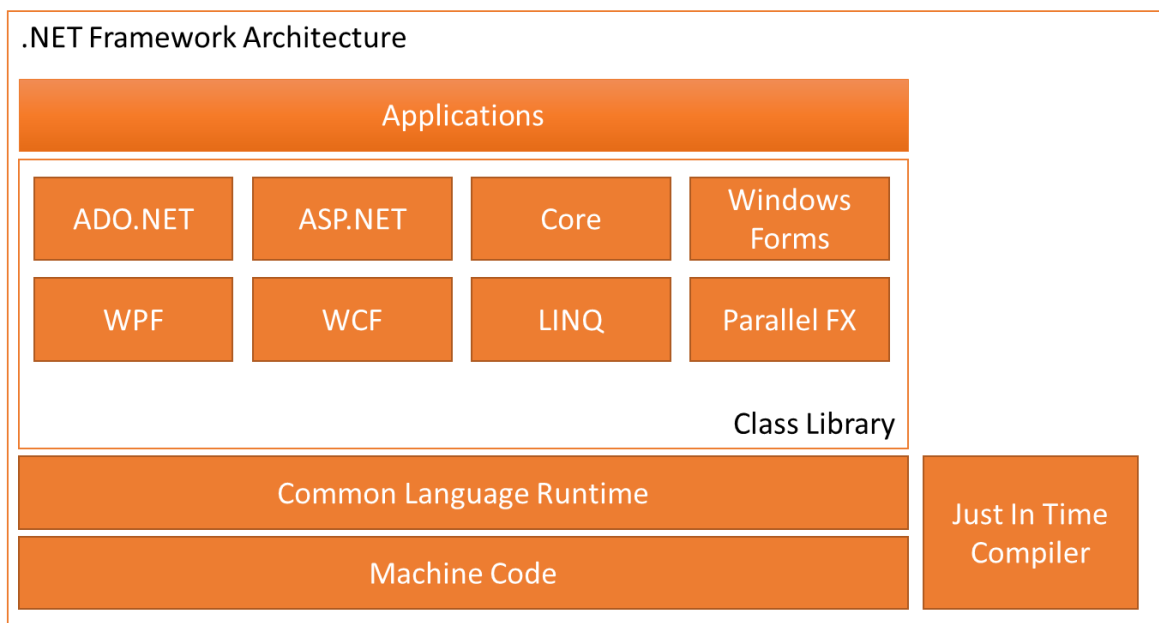 .NET Framework Architecture
Applications
ADO.NET
ASP.NET
Core
Windows
Forms
WPF
WCF
LINQ
Parallel FX
Class Library
Common Language Runtime
Just In Time
Compiler
Machine Code